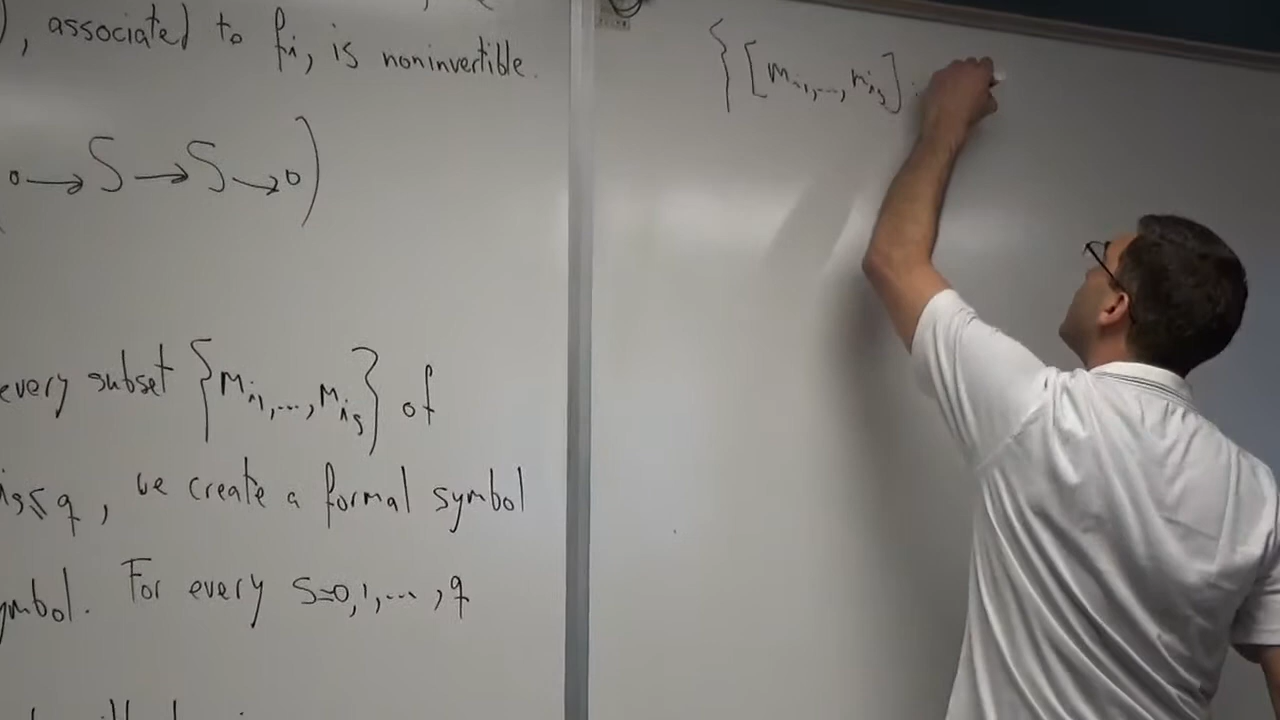 ), associated to fi, is noninvertible.
0 → S → S → 0)
every subset {mi1,...,mis} of
is≤q, we create a formal symbol
ymbol. For every s=0,1,...,q
{[mi1,...,mis]: